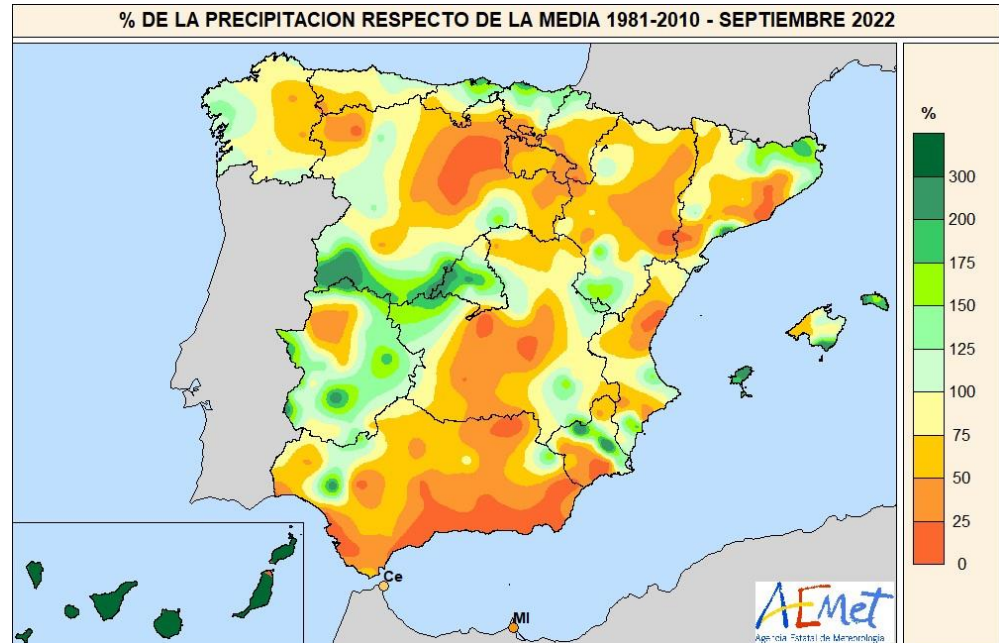 % DE LA PRECIPITACION RESPECTO DE LA MEDIA 1981-2010 - SEPTIEMBRE 2022
%
300
200
175
150
125
100
75
50
25
0
Ce
Ml
AEMet
Agencia Estatal de Meteorología